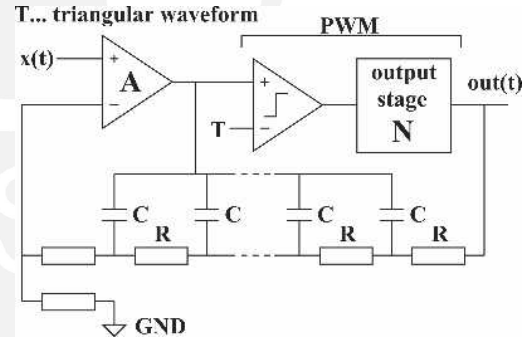 T... triangular waveform
PWM
x(t)
+
A
−
+
T
−
output
stage
N
out(t)
C
C
C
C
R
R
R
GND